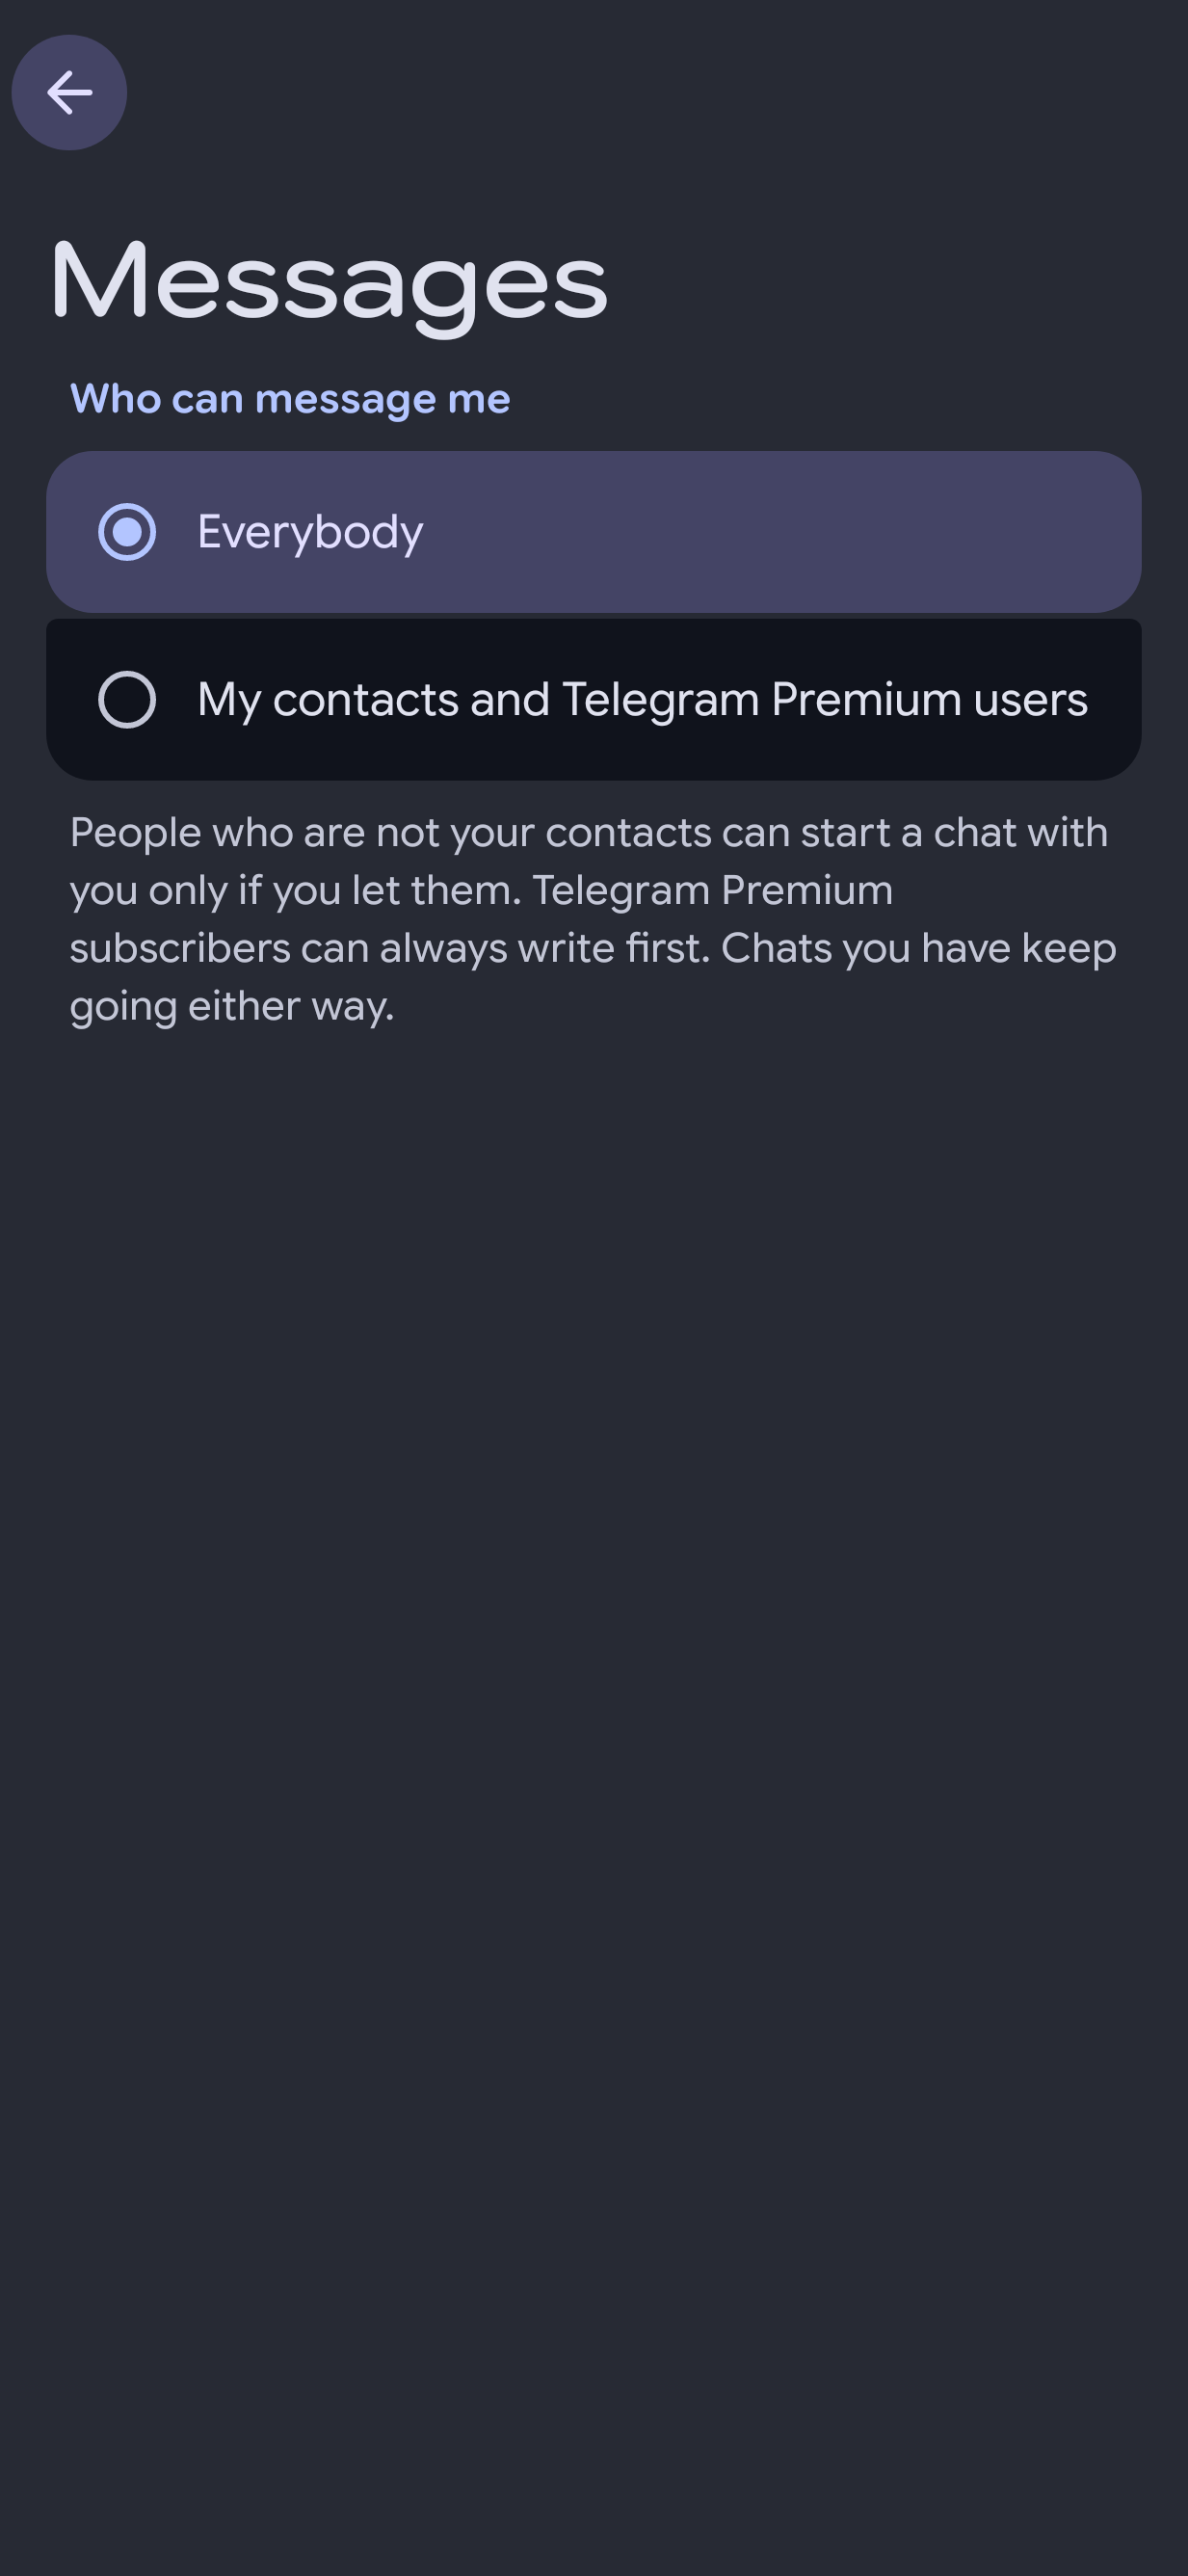 Messages
Who can message me
Everybody
My contacts and Telegram Premium users
People who are not your contacts can start a chat with
you only if you let them. Telegram Premium
subscribers can always write first. Chats you have keep
going either way.